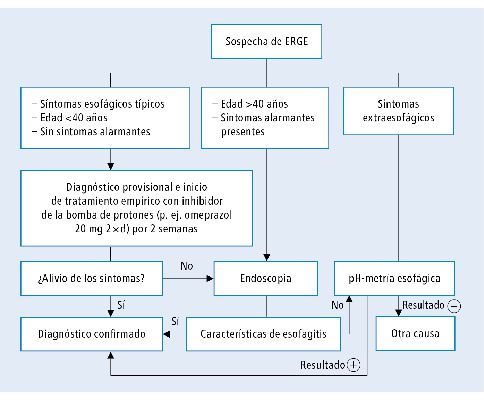 Sospecha de ERGE
– Síntomas esofágicos típicos
– Edad <40 años
– Sin síntomas alarmantes
– Edad >40 años
– Síntomas alarmantes
presentes
Síntomas
extraesofágicos
Diagnóstico provisional e inicio
de tratamiento empírico con inhibidor
de la bomba de protones (p. ej. omeprazol
20 mg 2×d) por 2 semanas
¿Alivio de los síntomas?
No
Endoscopia
pH-metría esofágica
Sí
Sí
No
Resultado −
Diagnóstico confirmado
Características de esofagitis
Otra causa
Resultado +